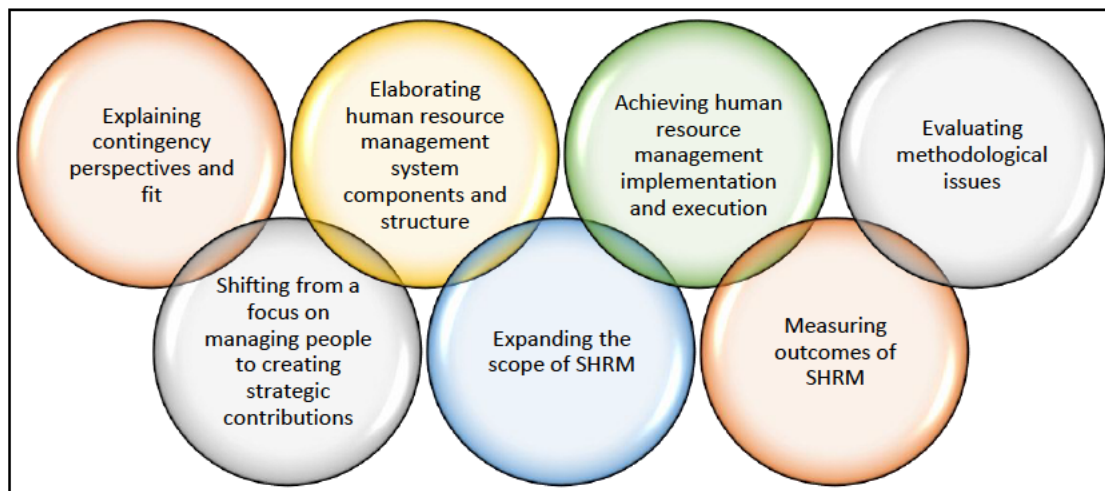 Explaining
contingency
perspectives and
fit
Shifting from a
focus on
managing people
to creating
strategic
contributions
Elaborating
human resource
management
system
components and
structure
Expanding the
scope of SHRM
Achieving human
resource
management
implementation
and execution
Measuring
outcomes of
SHRM
Evaluating
methodological
issues